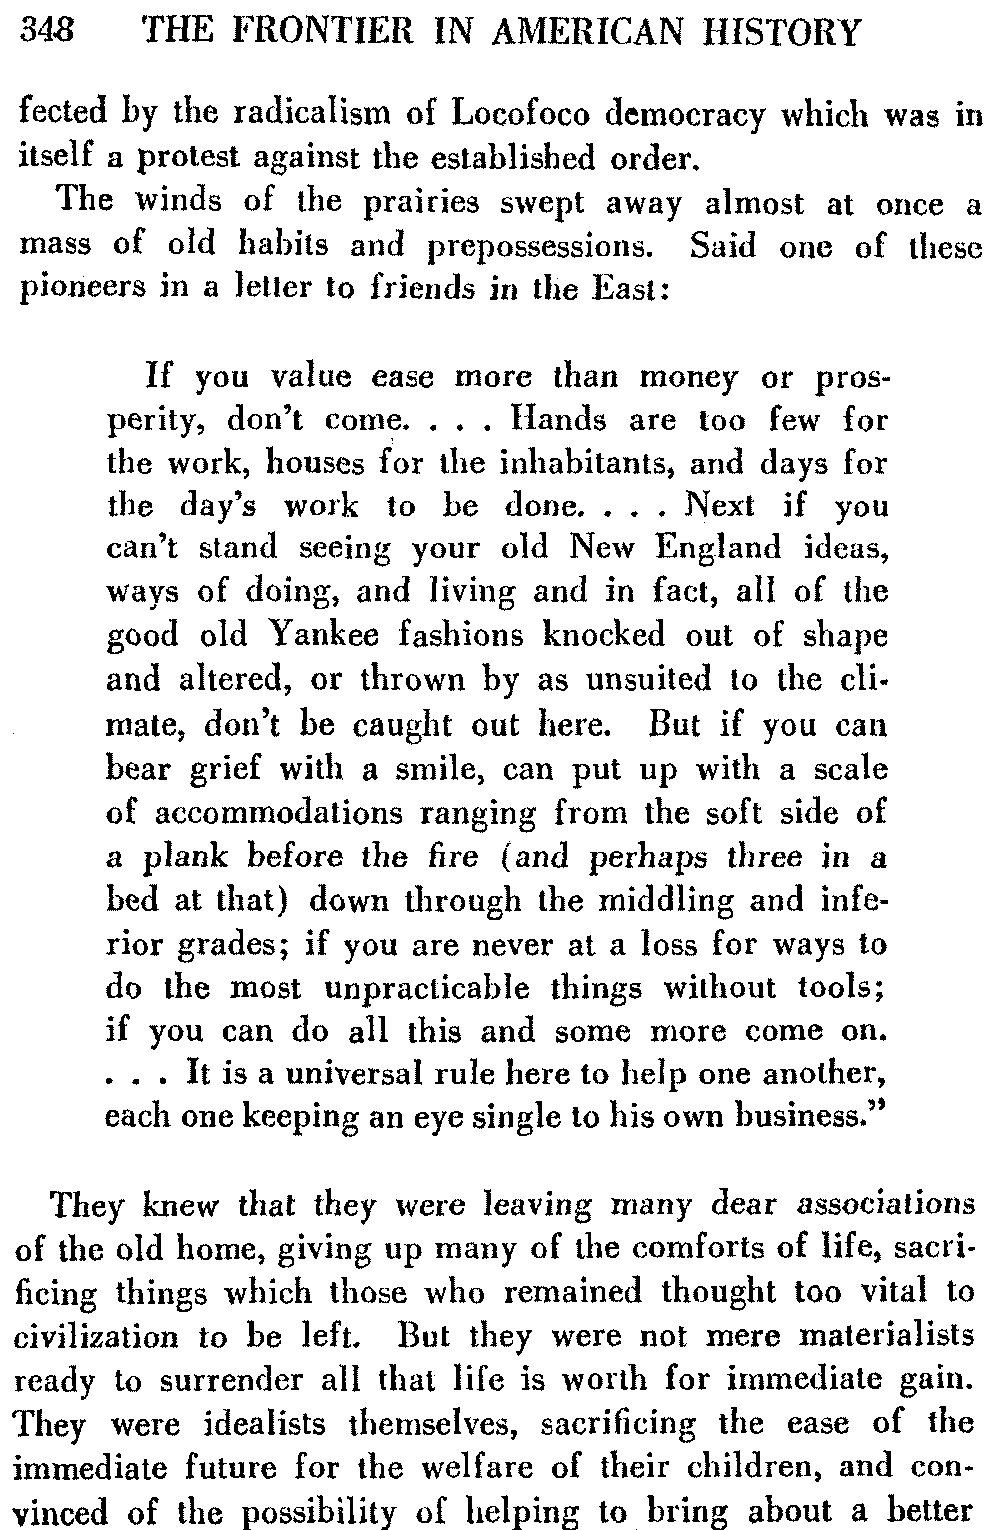 348 THE FRONTIER IN AMERICAN HISTORY
fected by the radicalism of Locofoco democracy which was in
itself a protest against the established order.
The winds of the prairies swept away almost at once a
mass of old habits and prepossessions. Said one of these
pioneers in a letter to friends in the East:
If you value ease more than money or pros-
perity, don't come. . . . Hands are too few for
the work, houses for the inhabitants, and days for
the day's work to be done. . . . Next if you
can't stand seeing your old New England ideas,
ways of doing, and living and in fact, all of the
good old Yankee fashions knocked out of shape
and altered, or thrown by as unsuited to the cli-
mate, don't be caught out here. But if you can
bear grief with a smile, can put up with a scale
of accommodations ranging from the soft side of
a plank before the fire (and perhaps three in a
bed at that) down through the middling and infe-
rior grades; if you are never at a loss for ways to
do the most unpracticable things without tools;
if you can do all this and some more come on.
. . . It is a universal rule here to help one another,
each one keeping an eye single to his own business."
They knew that they were leaving many dear associations
of the old home, giving up many of the comforts of life, sacri-
ficing things which those who remained thought too vital to
civilization to be left. But they were not mere materialists
ready to surrender all that life is worth for immediate gain.
They were idealists themselves, sacrificing the ease of the
immediate future for the welfare of their children, and con-
vinced of the possibility of helping to bring about a better